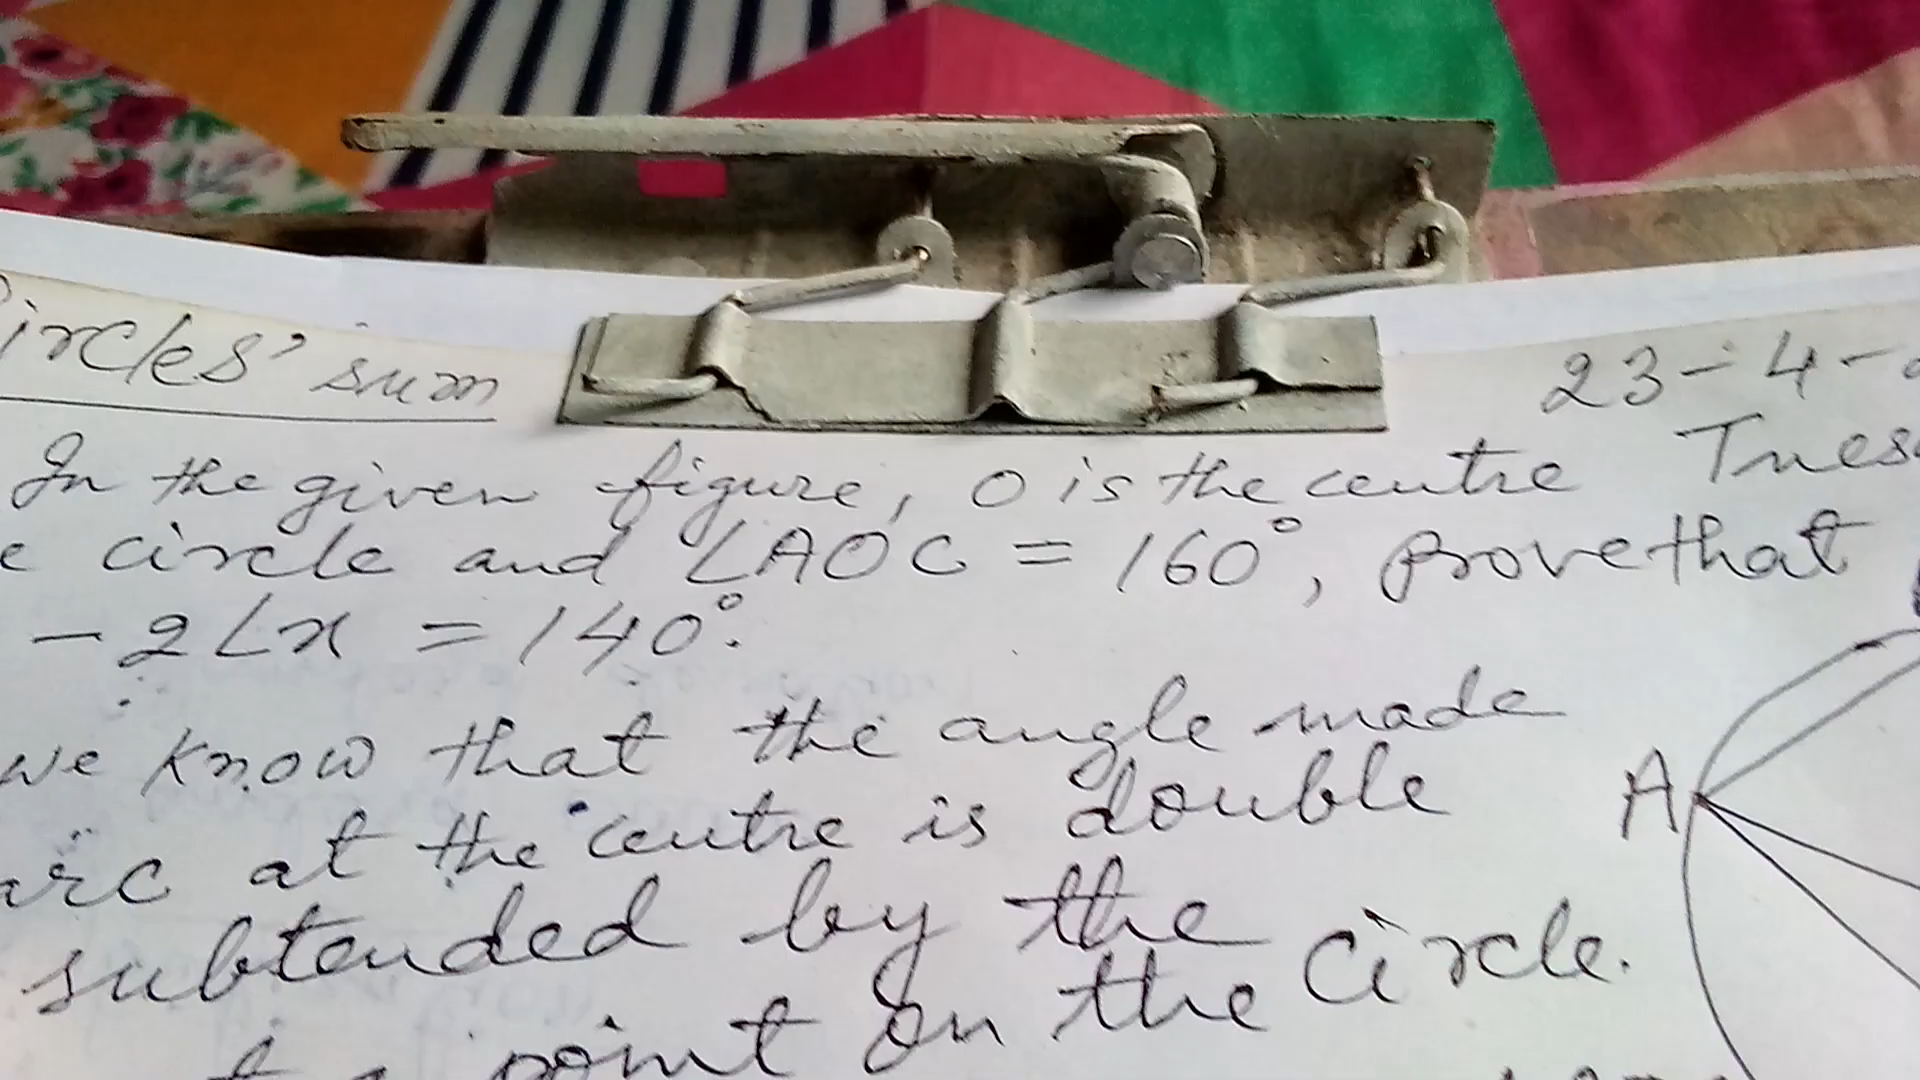 ircles' sum
23-4-
Tues
In the given figure, O is the centre
e circle and ∠AOC = 160°, prove that
- 2∠x = 140°.
we know that the angle made
arc at the centre is double
subtended by the
point on the circle.
A